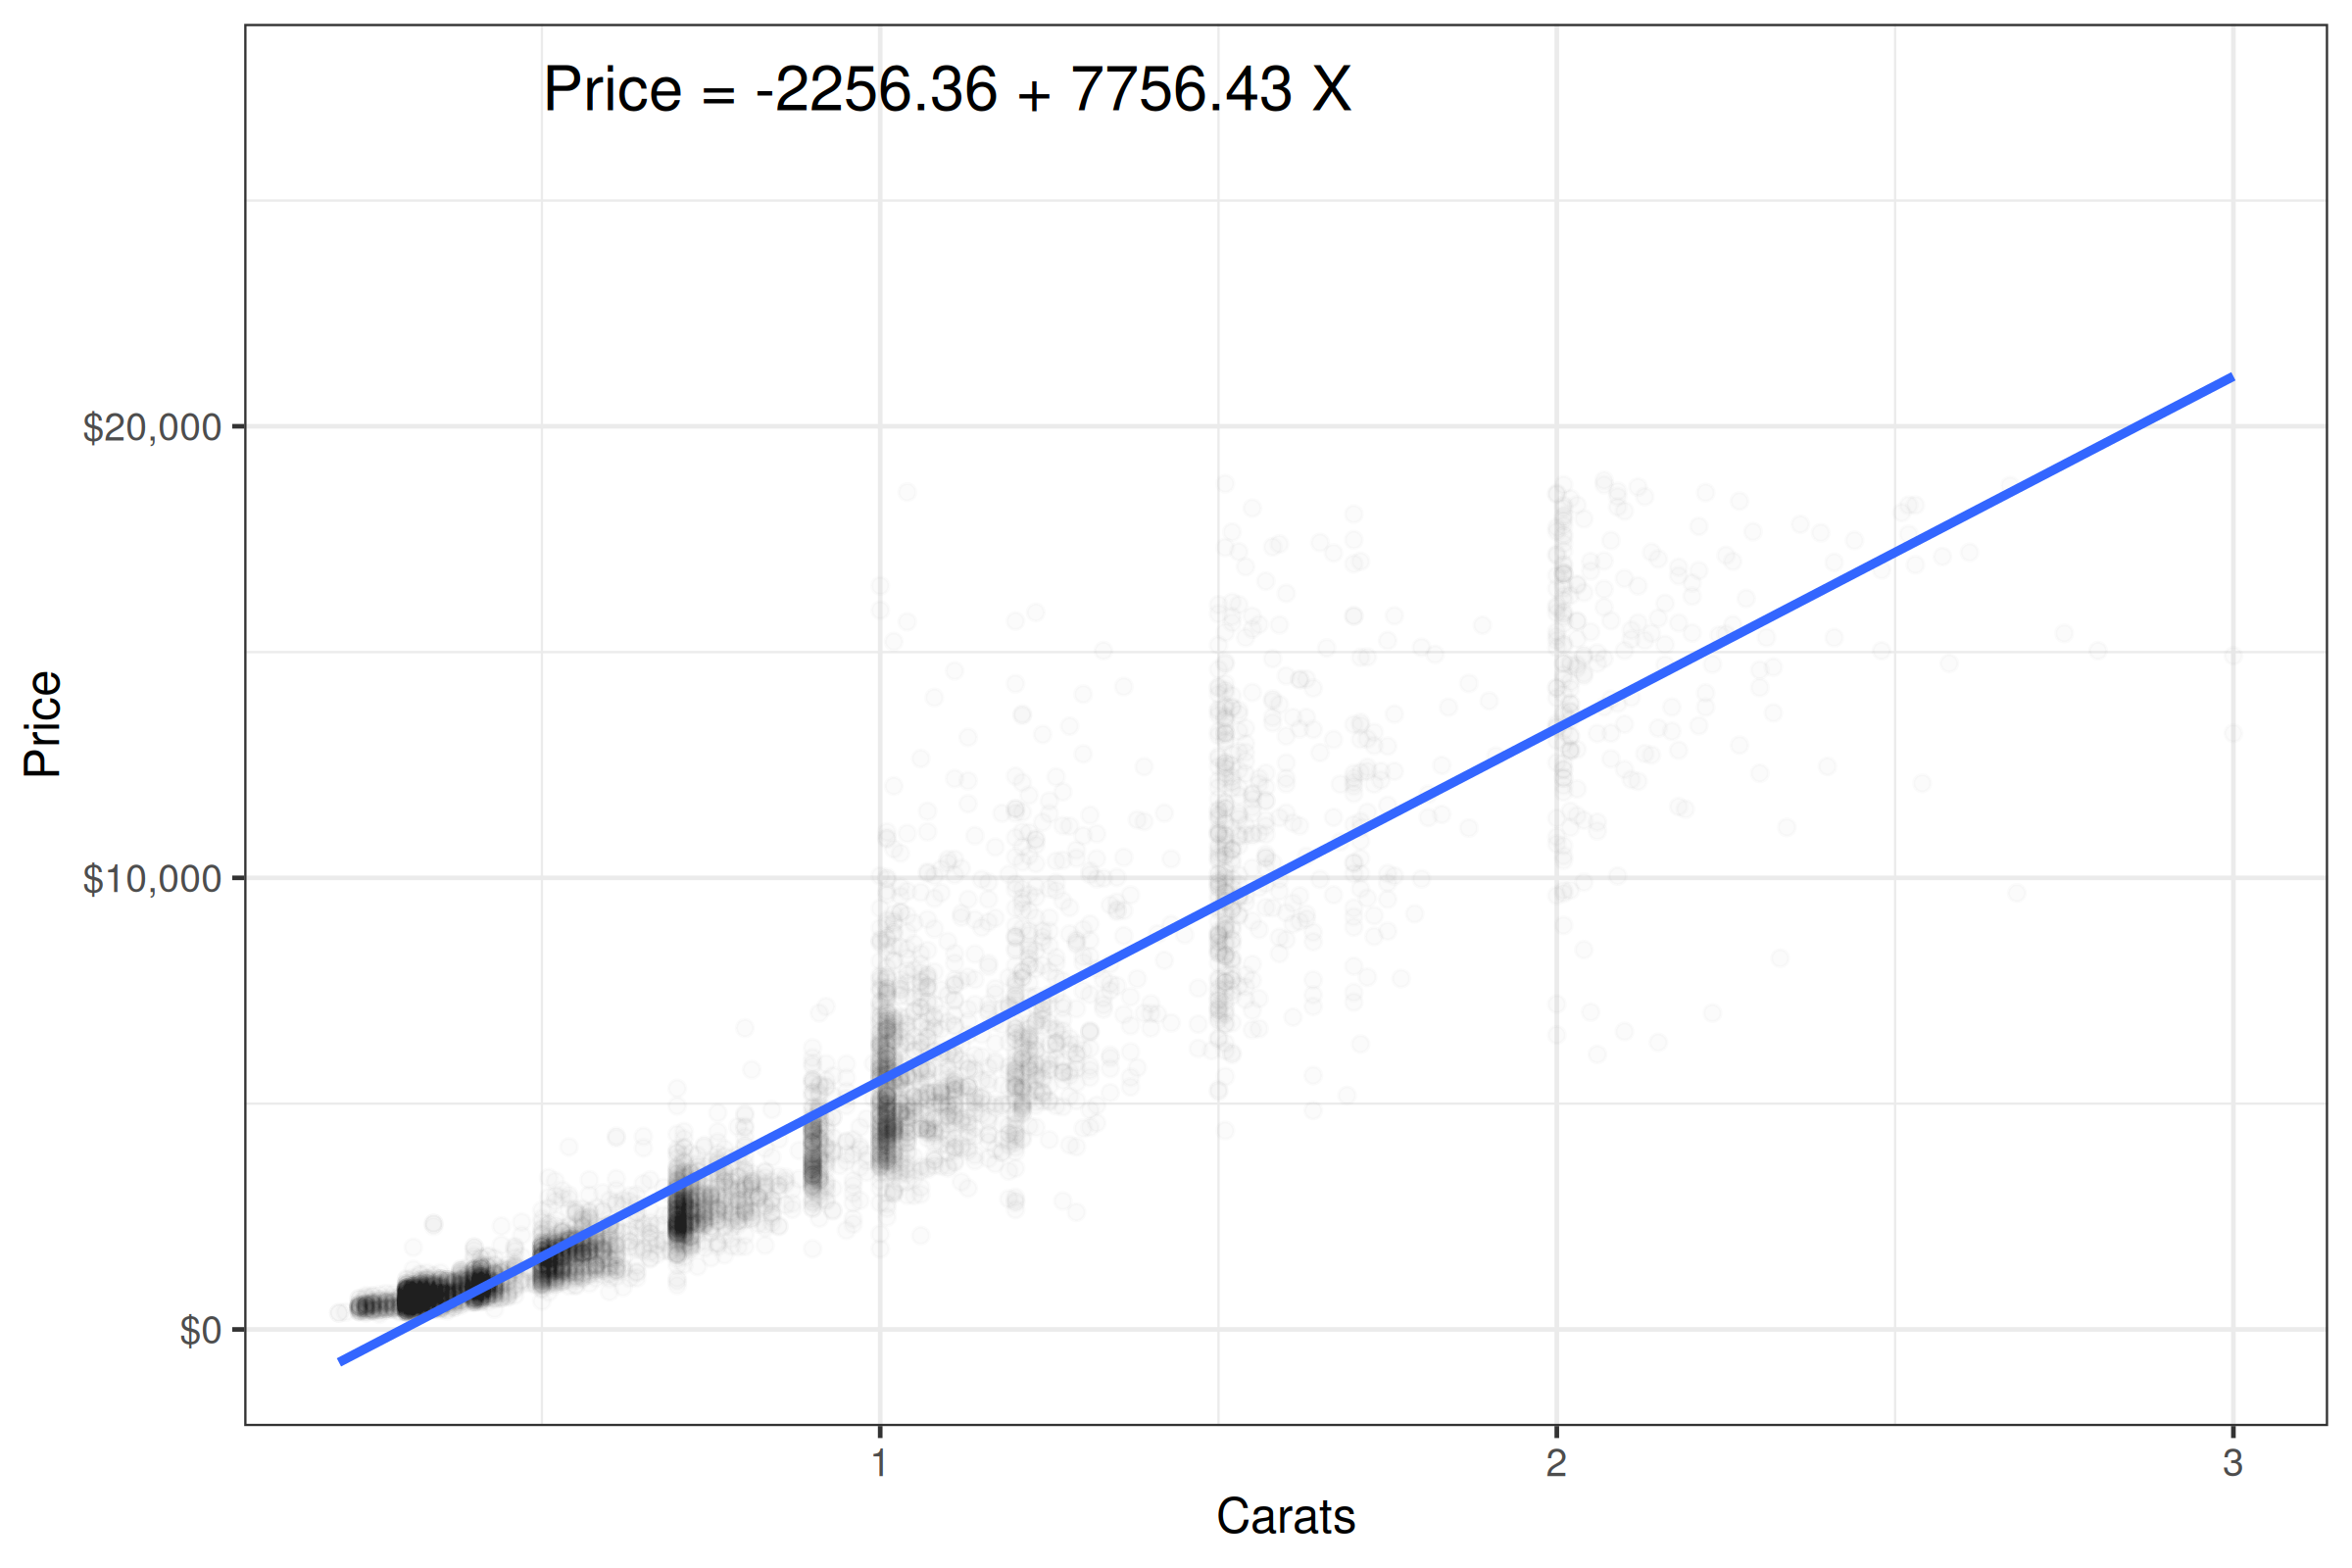 Price = -2256.36 + 7756.43 X
$20,000
$10,000
$0
Price
1
2
3
Carats